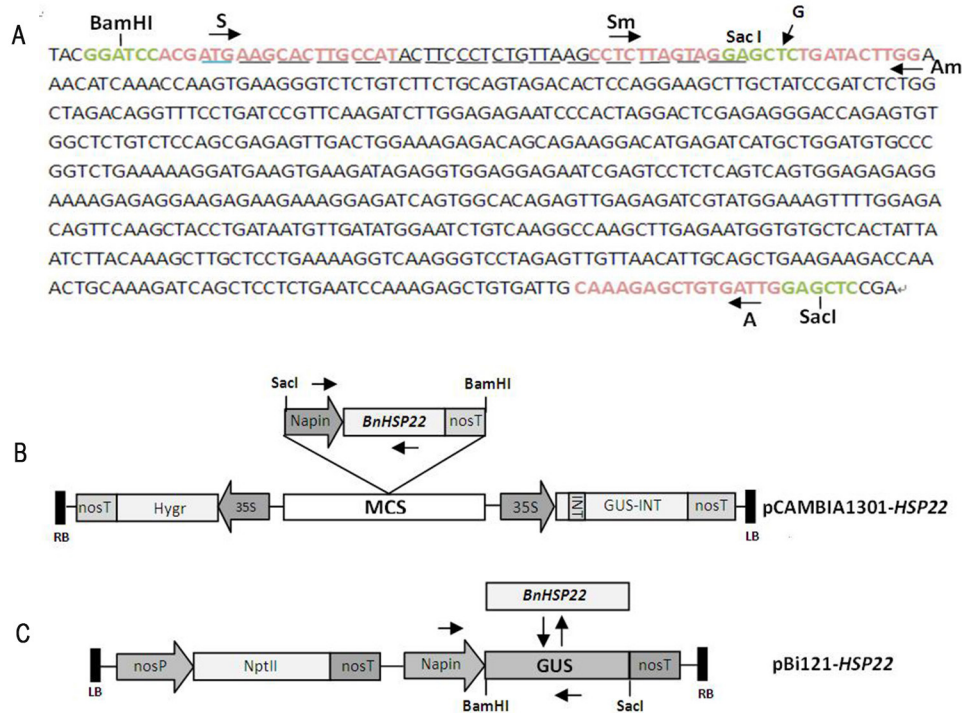 A
BamHI
S
Sm
Sac I
G
TACGGATCCACGATGAAGCACTTGCCATACTTCCCTCTGTTAAGCCTCTTAGTAGGAGCTCTGATACTTGGA
Am
AACATCAAACCAAGTGAAGGGTCTCTGTCTTCTGCAGTAGACACTCCAGGAAGCTTGCTATCCGATCTCTGG
CTAGACAGGTTTCCTGATCCGTTCAAGATCTTGGAGAGAATCCCACTAGGACTCGAGAGGGACCAGAGTGT
GGCTCTGTCTCCAGCGAGAGTTGACTGGAAAGAGACAGCAGAAGGACATGAGATCATGCTGGATGTGCCC
GGTCTGAAAAAGGATGAAGTGAAGATAGAGGTGGAGGAGAATCGAGTCCTCTCAGTCAGTGGAGAGAGG
AAAAGAGAGGAAGAGAAGAAAGGAGATCAGTGGCACAGAGTTGAGAGATCGTATGGAAAGTTTTGGAGA
CAGTTCAAGCTACCTGATAATGTTGATATGGAATCTGTCAAGGCCAAGCTTGAGAATGGTGTGCTCACTATTA
ATCTTACAAAGCTTGCTCCTGAAAAGGTCAAGGGTCCTAGAGTTGTTAACATTGCAGCTGAAGAAGACCAA
ACTGCAAAGATCAGCTCCTCTGAATCCAAAGAGCTGTGATTG CAAAGAGCTGTGATTGGAGCTCCGA↵
A
SacI
SacI
BamHI
Napin
BnHSP22
nosT
B
nosT
Hygr
35S
MCS
35S
INT
GUS-INT
nosT
pCAMBIA1301-HSP22
RB
LB
BnHSP22
C
nosP
NptII
nosT
Napin
GUS
nosT
pBi121-HSP22
LB
BamHI
SacI
RB